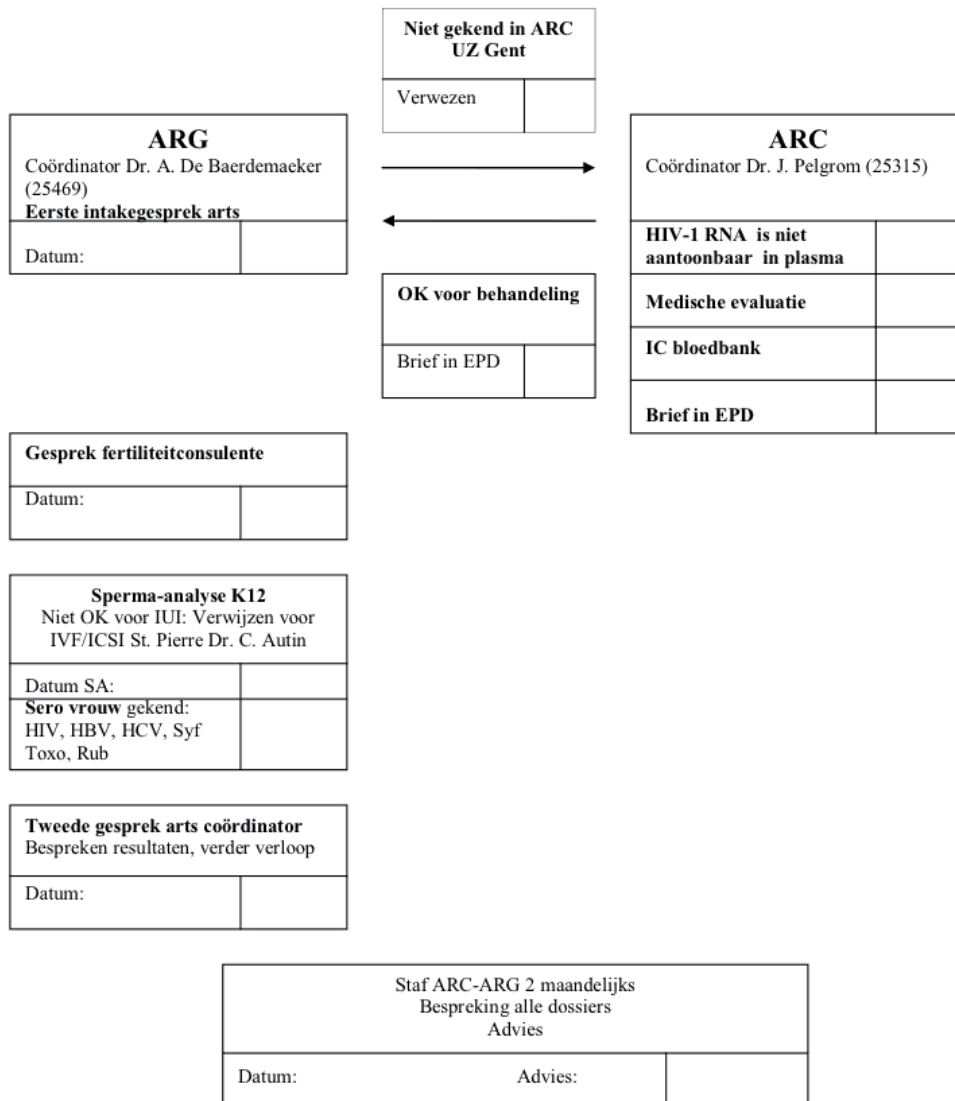 Niet gekend in ARC
UZ Gent
Verwezen
ARG
Coördinator Dr. A. De Baerdemaeker
(25469)
Eerste intakegesprek arts
Datum:
ARC
Coördinator Dr. J. Pelgrom (25315)
HIV-1 RNA is niet
aantoonbaar in plasma
Medische evaluatie
IC bloedbank
Brief in EPD
OK voor behandeling
Brief in EPD
Gesprek fertiliteitconsulente
Datum:
Sperma-analyse K12
Niet OK voor IUI: Verwijzen voor
IVF/ICSI St. Pierre Dr. C. Autin
Datum SA:
Sero vrouw gekend:
HIV, HBV, HCV, Syf
Toxo, Rub
Tweede gesprek arts coördinator
Bespreken resultaten, verder verloop
Datum:
Staf ARC-ARG 2 maandelijks
Bespreking alle dossiers
Advies
Datum: Advies: